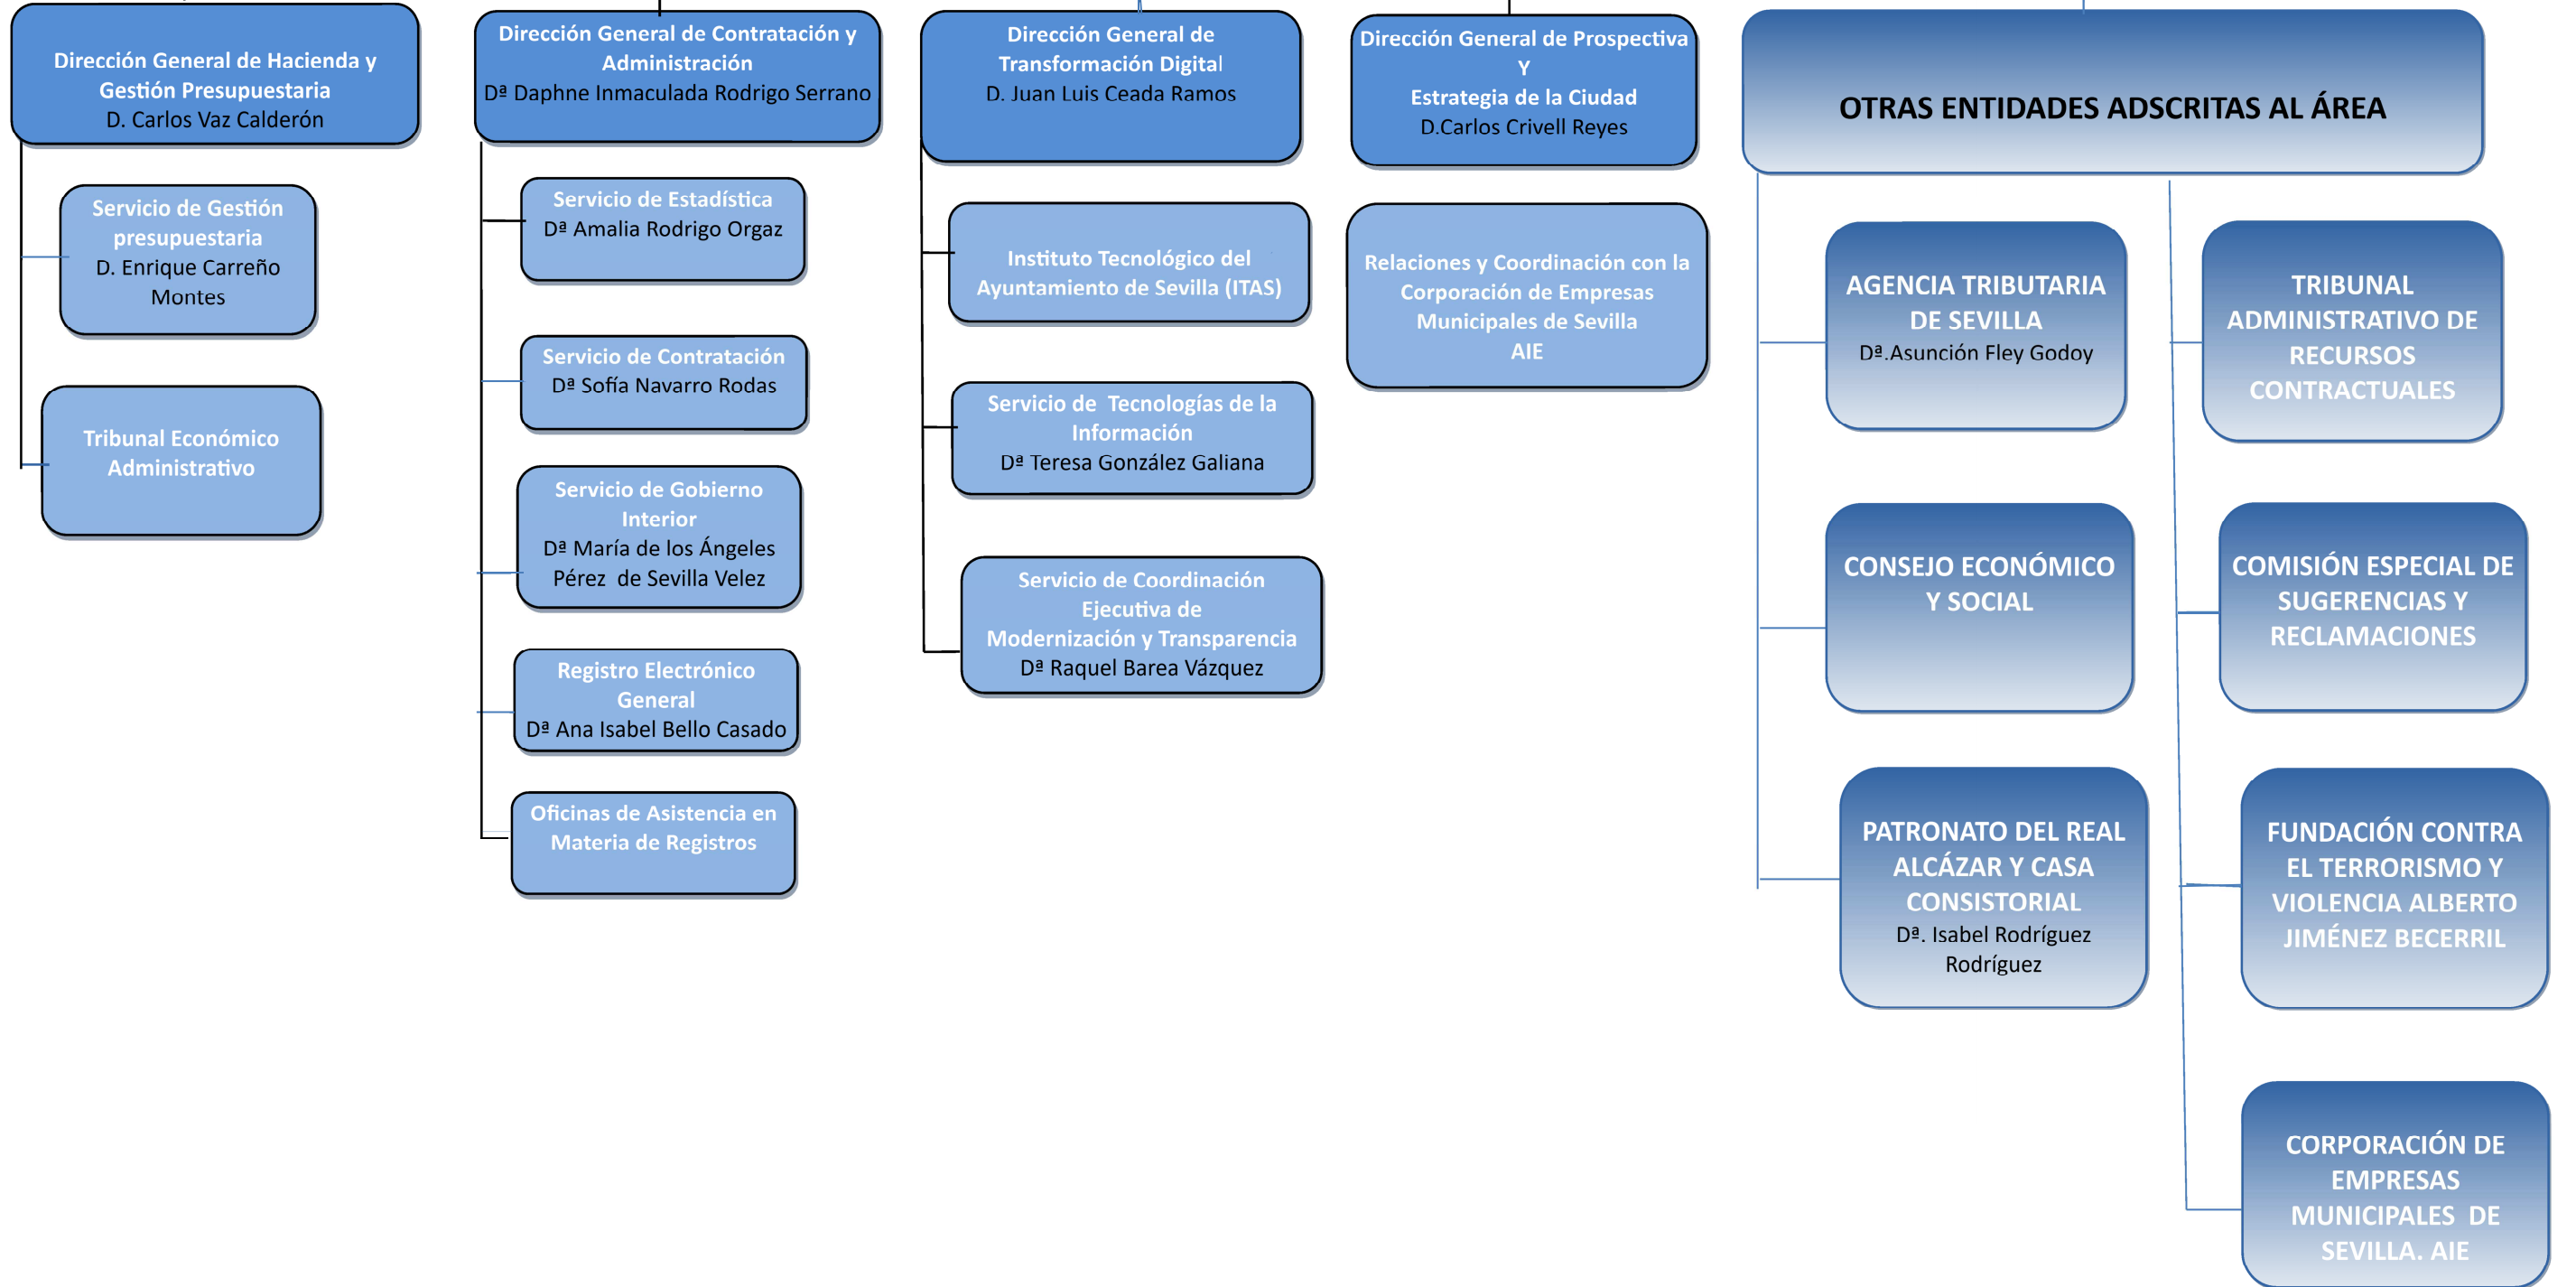 Dirección General de Hacienda y
Gestión Presupuestaria
D. Carlos Vaz Calderón
Servicio de Gestión
presupuestaria
D. Enrique Carreño
Montes
Tribunal Económico
Administrativo
Dirección General de Contratación y
Administración
Dª Daphne Inmaculada Rodrigo Serrano
Servicio de Estadística
Dª Amalia Rodrigo Orgaz
Servicio de Contratación
Dª Sofía Navarro Rodas
Servicio de Gobierno
Interior
Dª María de los Ángeles
Pérez de Sevilla Velez
Registro Electrónico
General
Dª Ana Isabel Bello Casado
Oficinas de Asistencia en
Materia de Registros
Dirección General de
Transformación Digital
D. Juan Luis Ceada Ramos
Instituto Tecnológico del
Ayuntamiento de Sevilla (ITAS)
Servicio de Tecnologías de la
Información
Dª Teresa González Galiana
Servicio de Coordinación
Ejecutiva de
Modernización y Transparencia
Dª Raquel Barea Vázquez
Dirección General de Prospectiva
Y
Estrategia de la Ciudad
D.Carlos Crivell Reyes
Relaciones y Coordinación con la
Corporación de Empresas
Municipales de Sevilla
AIE
OTRAS ENTIDADES ADSCRITAS AL ÁREA
AGENCIA TRIBUTARIA
DE SEVILLA
Dª.Asunción Fley Godoy
CONSEJO ECONÓMICO
Y SOCIAL
PATRONATO DEL REAL
ALCÁZAR Y CASA
CONSISTORIAL
Dª. Isabel Rodríguez
Rodríguez
TRIBUNAL
ADMINISTRATIVO DE
RECURSOS
CONTRACTUALES
COMISIÓN ESPECIAL DE
SUGERENCIAS Y
RECLAMACIONES
FUNDACIÓN CONTRA
EL TERRORISMO Y
VIOLENCIA ALBERTO
JIMÉNEZ BECERRIL
CORPORACIÓN DE
EMPRESAS
MUNICIPALES DE
SEVILLA. AIE